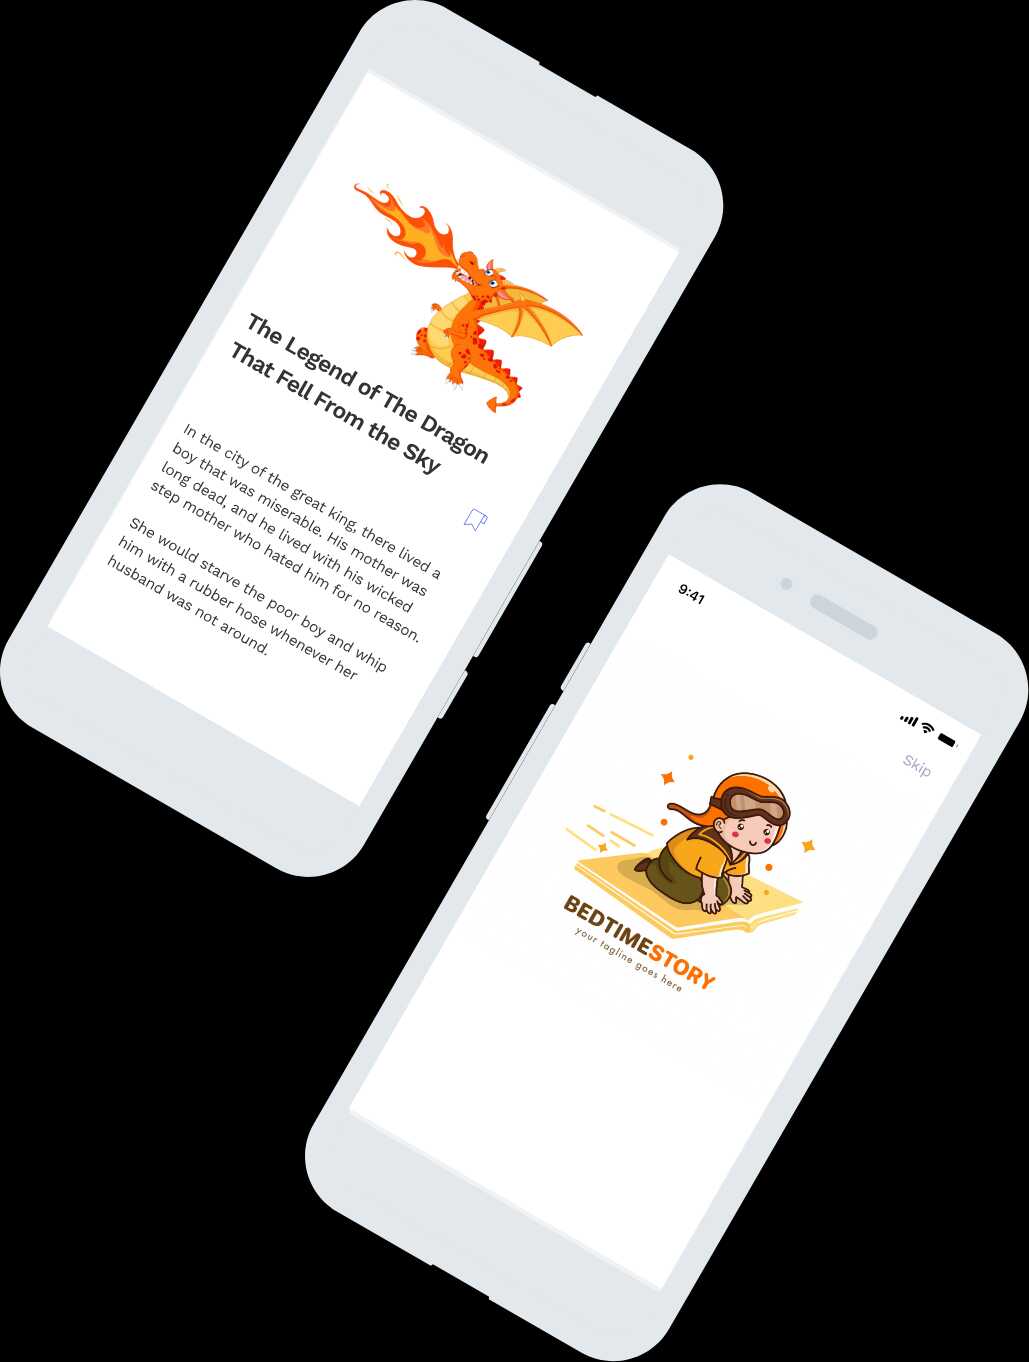 The Legend of The Dragon
That Fell From the Sky
In the city of the great king, there lived a
boy that was miserable. His mother was
long dead, and he lived with his wicked
step mother who hated him for no reason.
She would starve the poor boy and whip
him with a rubber hose whenever her
husband was not around.
9:41
Skip
BEDTIMESTORY
your tagline goes here